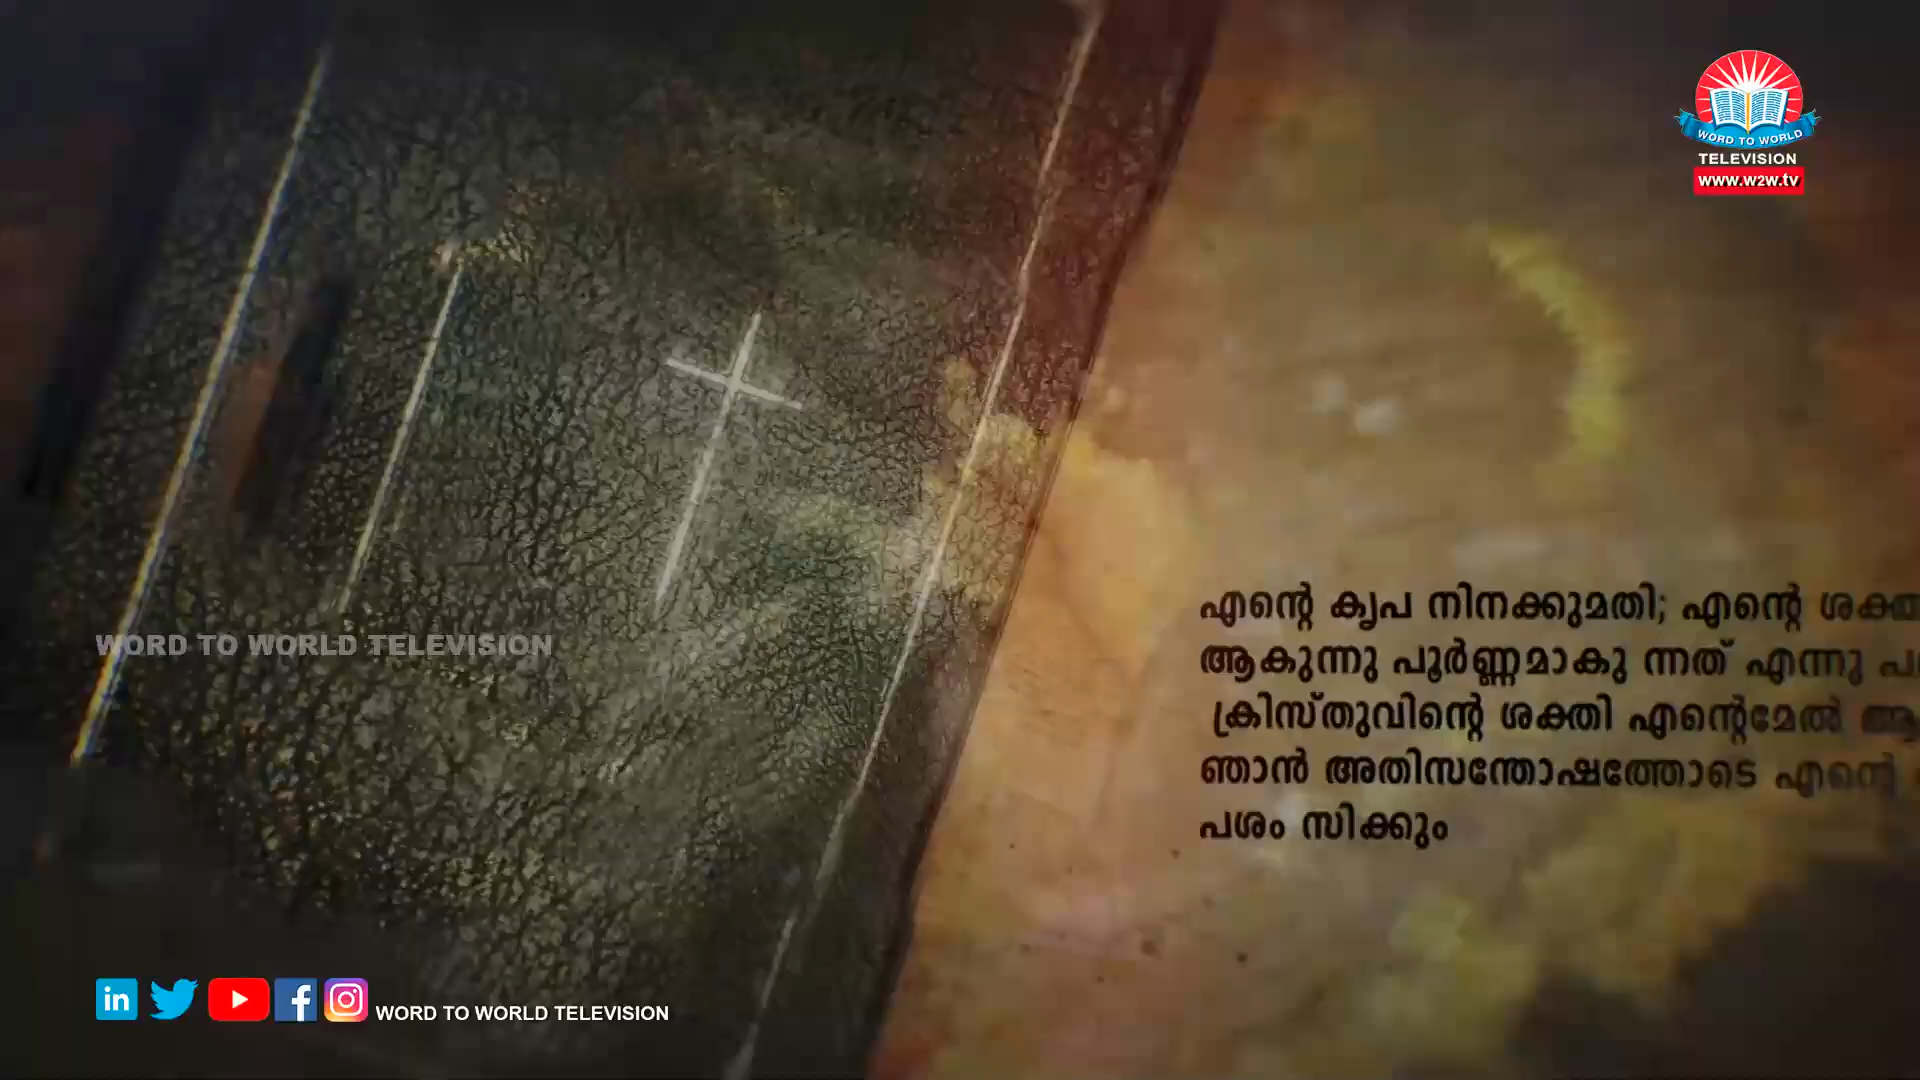 WORD TO WORLD
TELEVISION
www.w2w.tv
എന്റെ കൃപ നിനക്കുമതി; എന്റെ
ആകുന്നു പൂർണ്ണമാകു ന്നത് എന്നു
ക്രിസ്തുവിന്റെ ശക്തി എന്റെമേൽ
ഞാൻ അതിസന്തോഷത്തോടെ എന്റെ
പശം സിക്കും
WORD TO WORLD TELEVISION
in
f
WORD TO WORLD TELEVISION